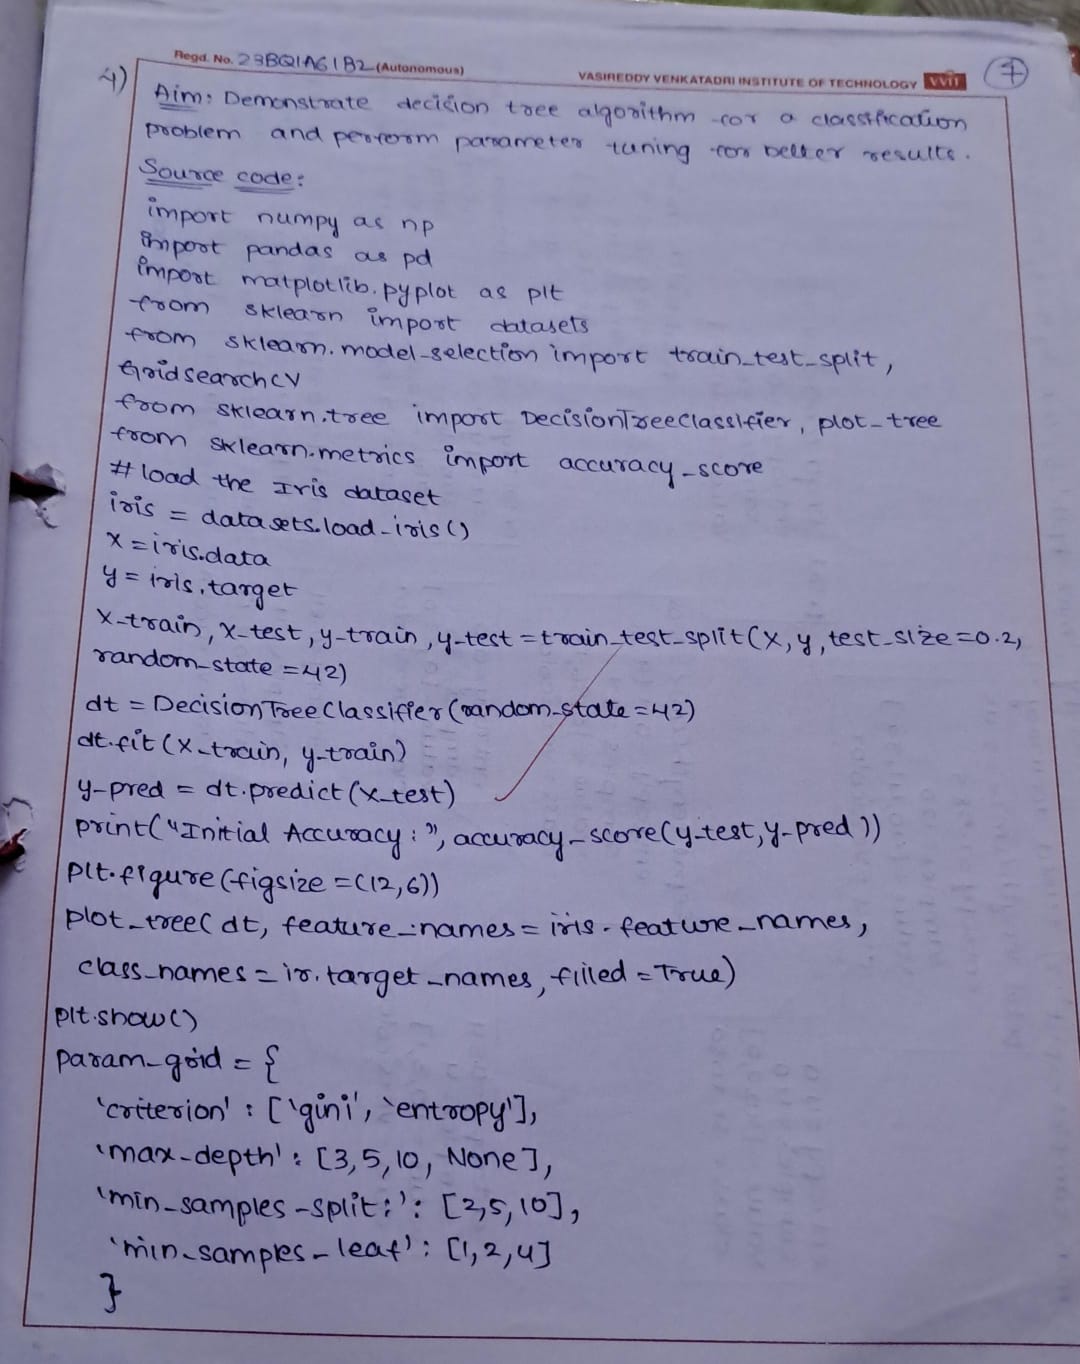 Regd. No. 23BQ1A61B2 (Autonomous)
VASIREDDY VENKATADRI INSTITUTE OF TECHNOLOGY VVIT
7
4)
Aim: Demonstrate decision tree algorithm for a classification
problem and perform parameter tuning for better results.
Source code:
import numpy as np
import pandas as pd
import matplotlib.pyplot as plt
from sklearn import datasets
from sklearn.model_selection import train_test_split,
GridsearchCV
from sklearn.tree import DecisionTreeClassifier, plot_tree
from sklearn.metrics import accuracy_score
# load the Iris dataset
iris = datasets.load_iris()
X = iris.data
y = iris.target
X_train, X_test, y_train, y_test = train_test_split(X, y, test_size=0.2,
random_state=42)
dt = DecisionTreeClassifier(random_state=42)
dt.fit(X_train, y_train)
y_pred = dt.predict(X_test)
print("Initial Accuracy:", accuracy_score(y_test, y_pred))
plt.figure(figsize=(12,6))
plot_tree(dt, feature_names = iris.feature_names,
class_names = ir.target_names, filled = True)
plt.show()
param_grid = {
'criterion' : ['gini', 'entropy'],
'max_depth' : [3, 5, 10, None],
'min_samples_split:' : [2, 5, 10],
'min_samples_leaf' : [1, 2, 4]
}